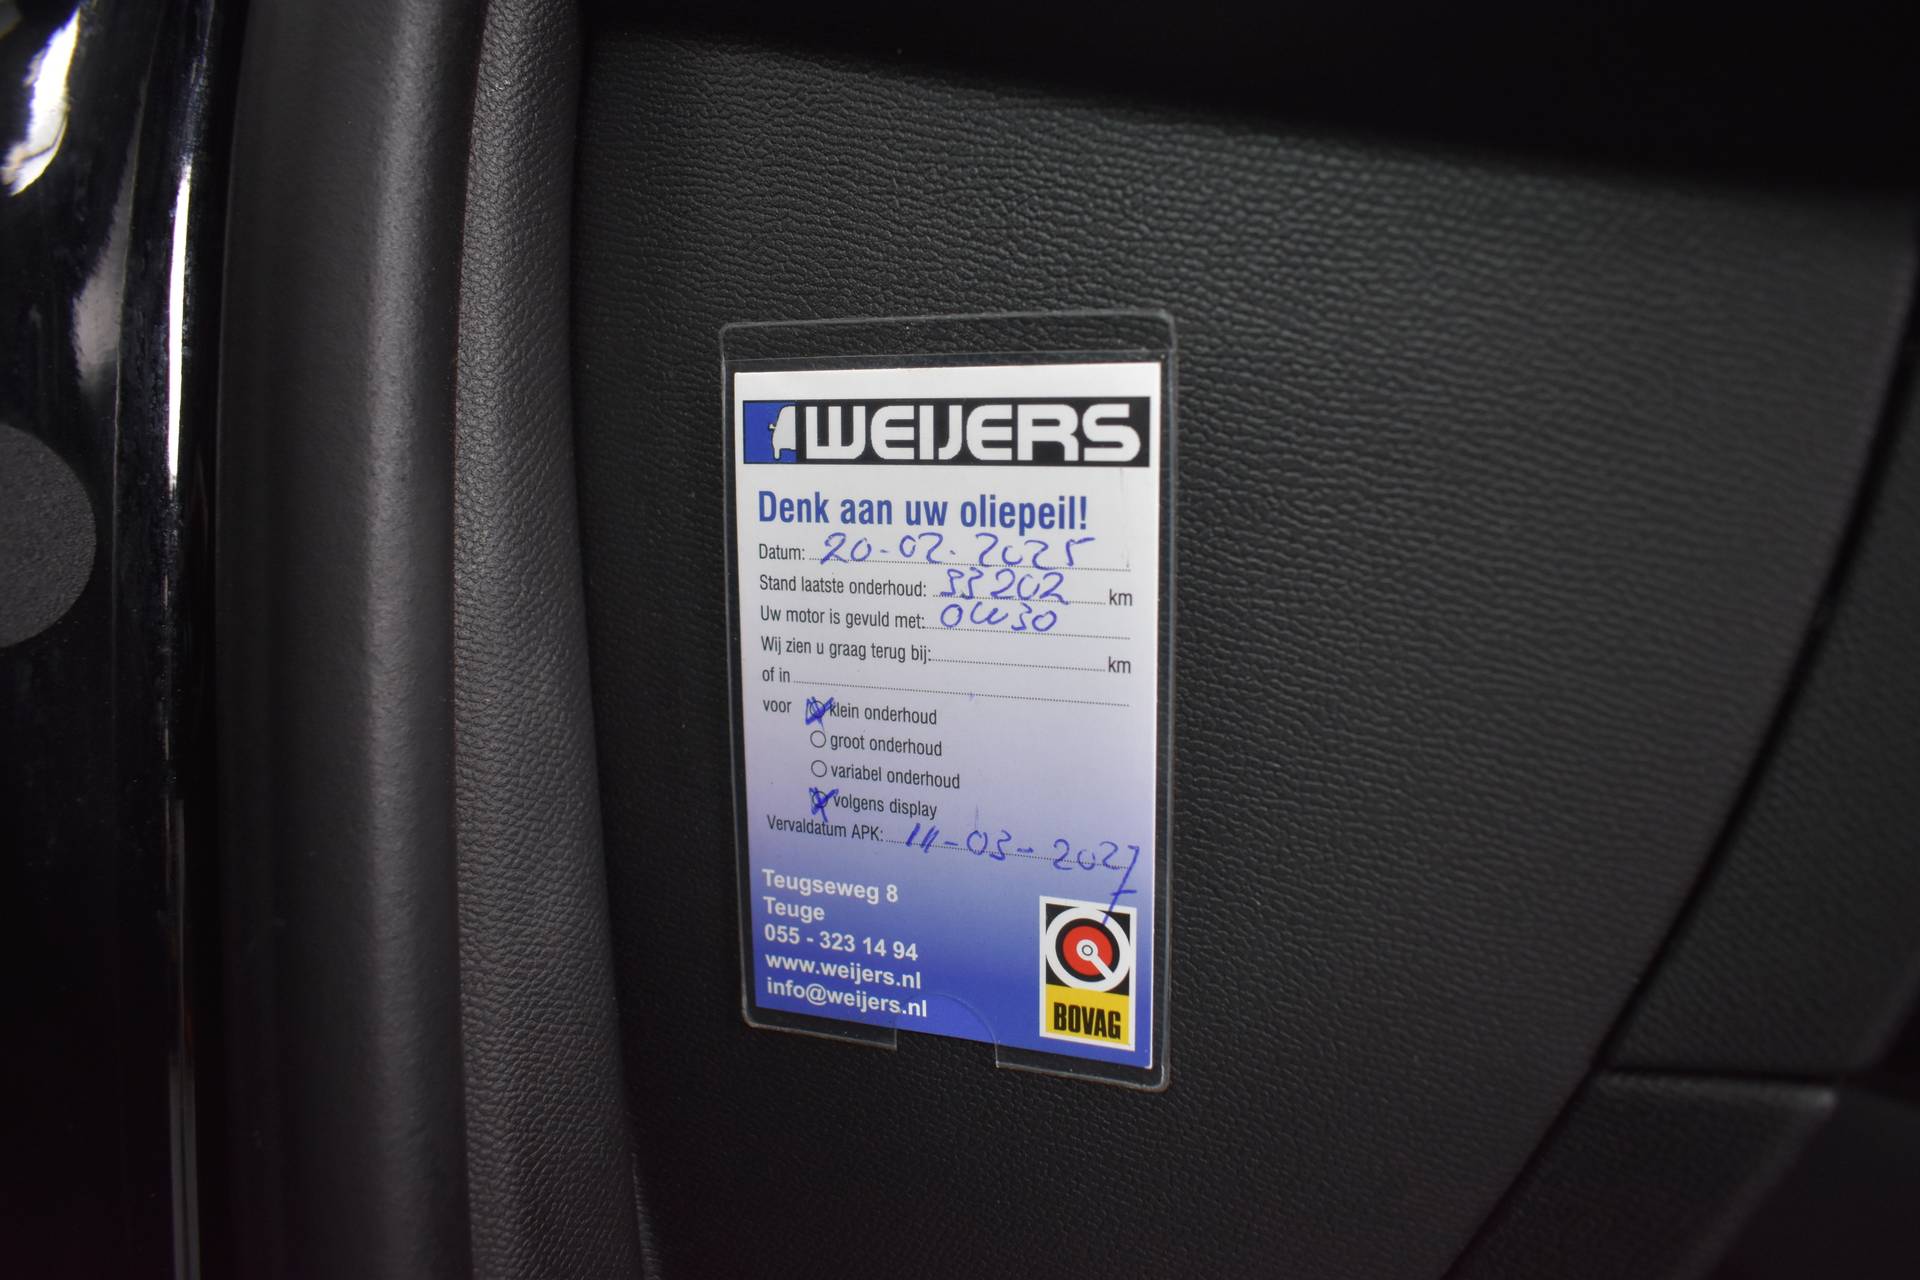 WEIJERS
Denk aan uw oliepeil!
Datum: 20-02-2025
Stand laatste onderhoud: 33202 km
Uw motor is gevuld met: 0W30
Wij zien u graag terug bij: km
of in
voor klein onderhoud
groot onderhoud
variabel onderhoud
volgens display
Vervaldatum APK: 14-03-2027
Teugseweg 8
Teuge
055 - 323 14 94
www.weijers.nl
info@weijers.nl
BOVAG